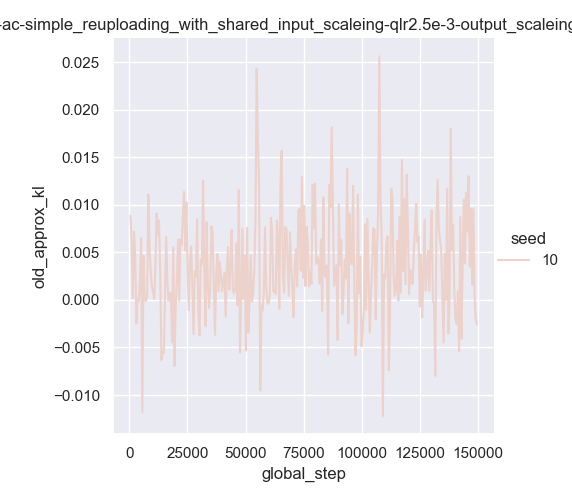 -ac-simple_reuploading_with_shared_input_scaleing-qlr2.5e-3-output_scaleing
0.025
0.020
0.015
0.010
0.005
0.000
−0.005
−0.010
old_approx_kl
0 25000 50000 75000 100000 125000 150000
global_step
seed
10